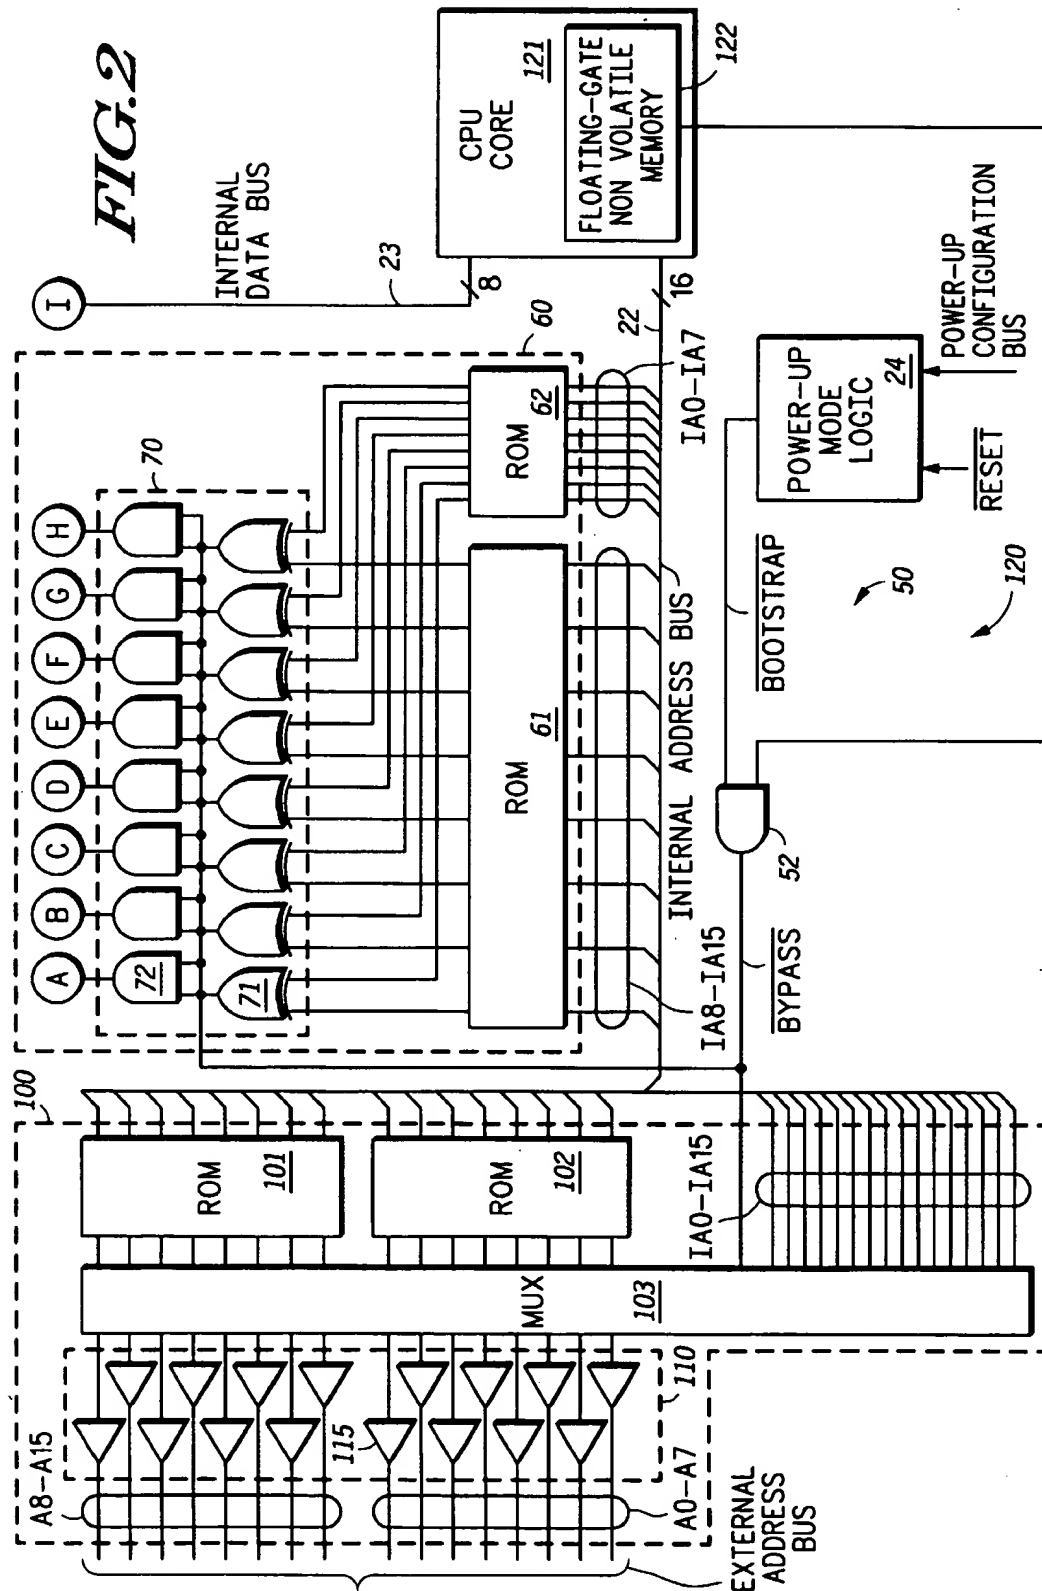 FIG.2
I
INTERNAL
DATA BUS
23
8
CPU
CORE
121
FLOATING-GATE
NON VOLATILE
MEMORY
122
16
22
60
70
A
B
C
D
E
F
G
H
72
71
ROM
61
ROM
62
IA8-IA15
IA0-IA7
INTERNAL ADDRESS BUS
100
ROM
101
ROM
102
IA0-IA15
MUX
103
110
115
A8-A15
A0-A7
EXTERNAL
ADDRESS
BUS
BYPASS
52
BOOTSTRAP
50
120
POWER-UP
MODE
LOGIC
24
RESET
POWER-UP
CONFIGURATION
BUS